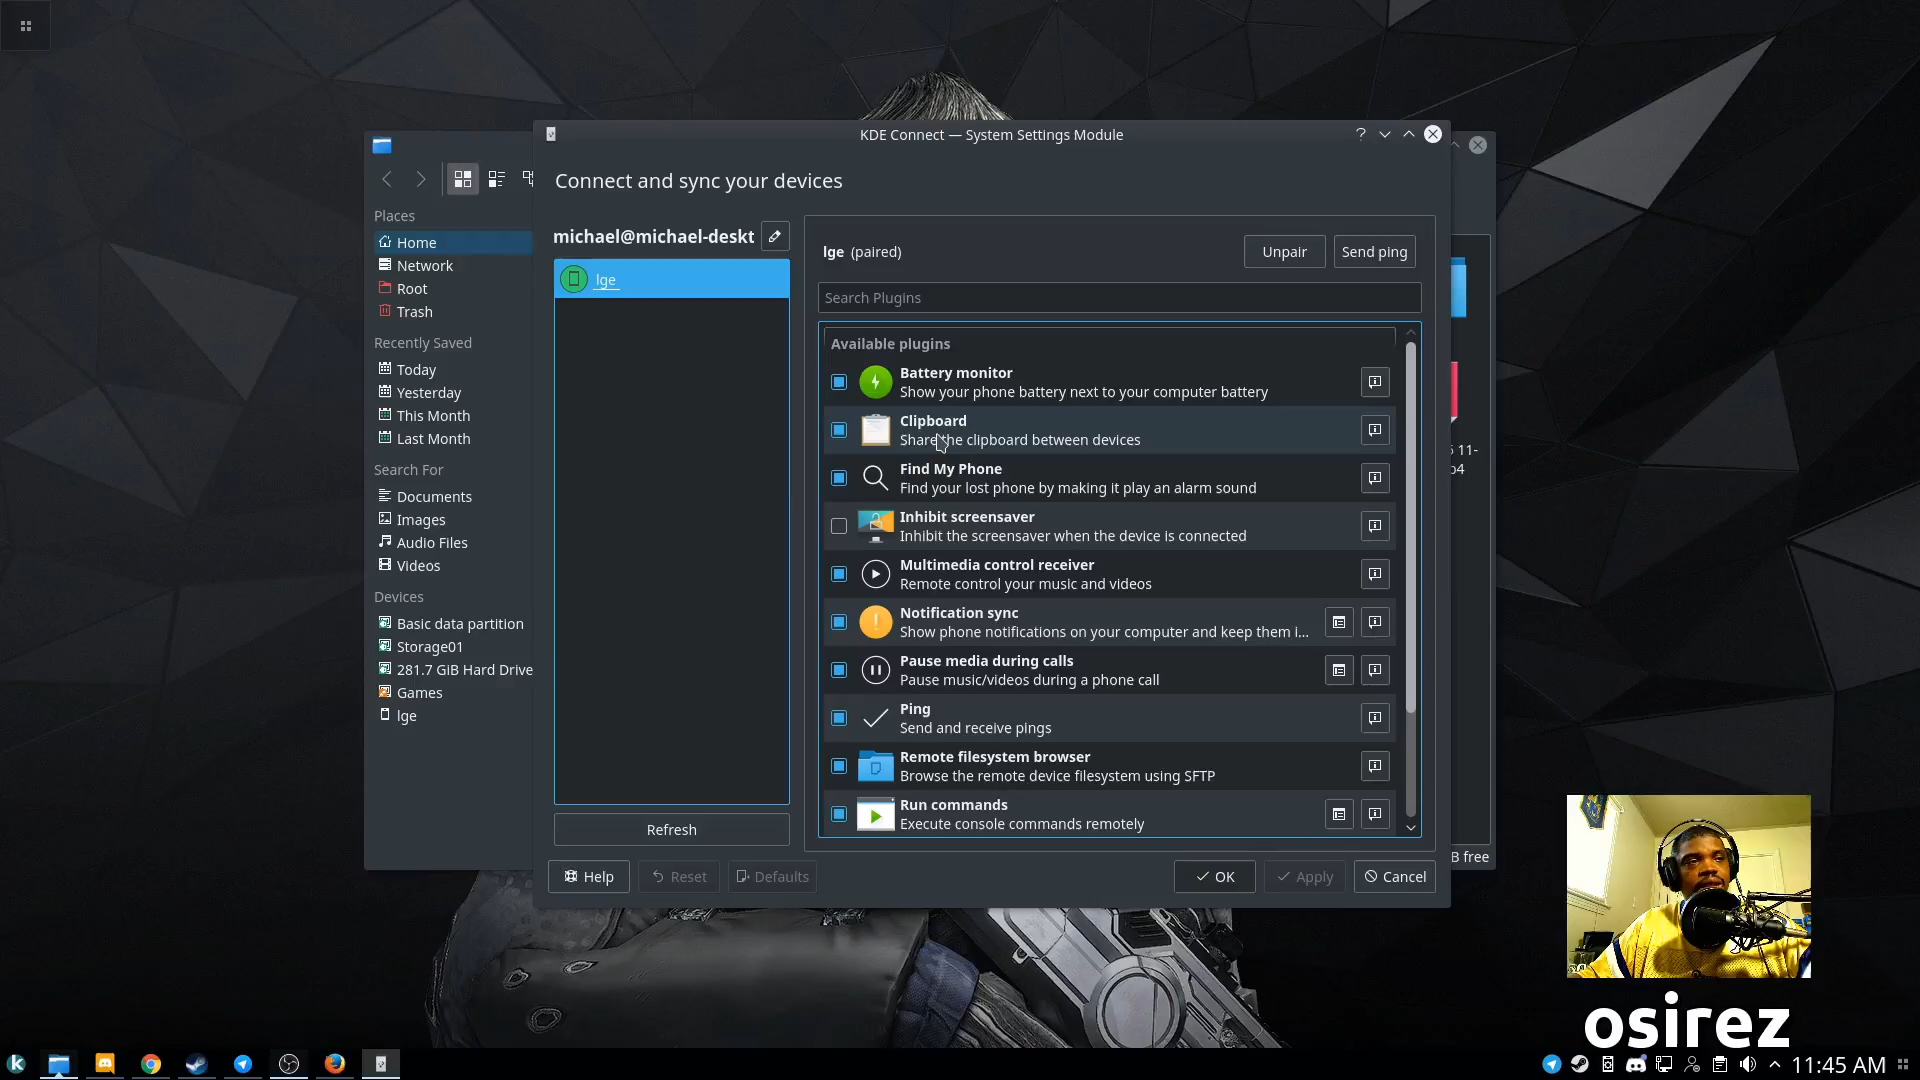 KDE Connect — System Settings Module
Connect and sync your devices
Places
Home
Network
Root
Trash
Recently Saved
Today
Yesterday
This Month
Last Month
Search For
Documents
Images
Audio Files
Videos
Devices
Basic data partition
Storage01
281.7 GiB Hard Drive
Games
lge
michael@michael-deskt
lge
Refresh
lge (paired)
Unpair
Send ping
Search Plugins
Available plugins
Battery monitor
Show your phone battery next to your computer battery
Clipboard
Share the clipboard between devices
Find My Phone
Find your lost phone by making it play an alarm sound
Inhibit screensaver
Inhibit the screensaver when the device is connected
Multimedia control receiver
Remote control your music and videos
Notification sync
Show phone notifications on your computer and keep them i...
Pause media during calls
Pause music/videos during a phone call
Ping
Send and receive pings
Remote filesystem browser
Browse the remote device filesystem using SFTP
Run commands
Execute console commands remotely
Help
Reset
Defaults
OK
Apply
Cancel
11-
p4
B free
osirez
11:45 AM